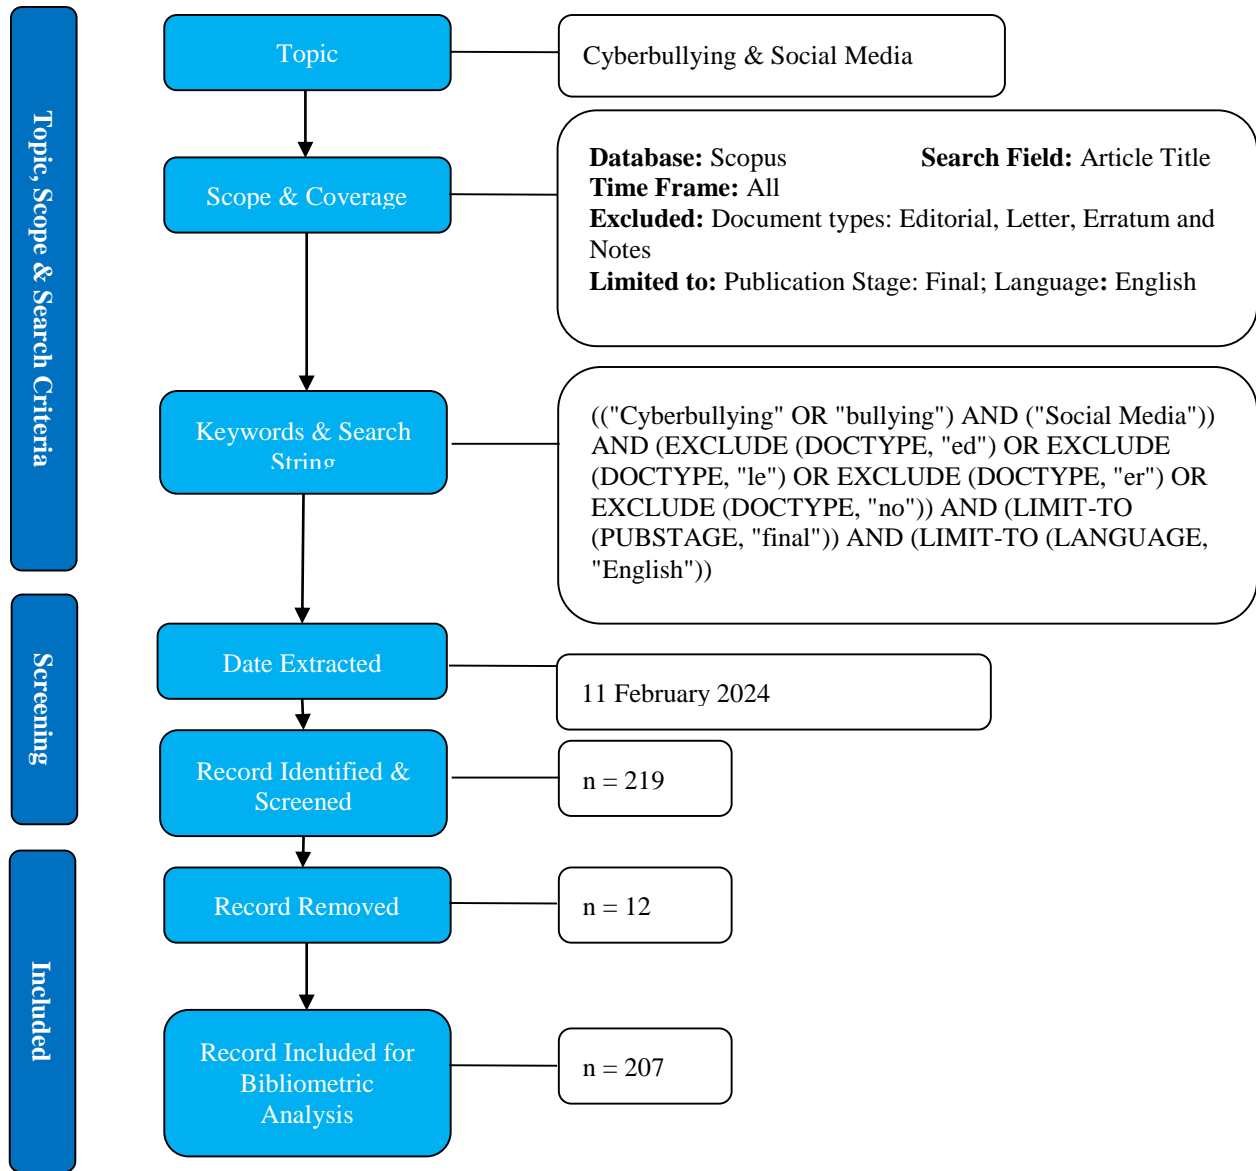 Topic, Scope & Search Criteria
Topic
Cyberbullying & Social Media
Scope & Coverage
Database: Scopus Search Field: Article Title
Time Frame: All
Excluded: Document types: Editorial, Letter, Erratum and
Notes
Limited to: Publication Stage: Final; Language: English
Keywords & Search
String
(("Cyberbullying" OR "bullying") AND ("Social Media"))
AND (EXCLUDE (DOCTYPE, "ed") OR EXCLUDE
(DOCTYPE, "le") OR EXCLUDE (DOCTYPE, "er") OR
EXCLUDE (DOCTYPE, "no")) AND (LIMIT-TO
(PUBSTAGE, "final")) AND (LIMIT-TO (LANGUAGE,
"English"))
Screening
Date Extracted
11 February 2024
Record Identified &
Screened
n = 219
Included
Record Removed
n = 12
Record Included for
Bibliometric
Analysis
n = 207